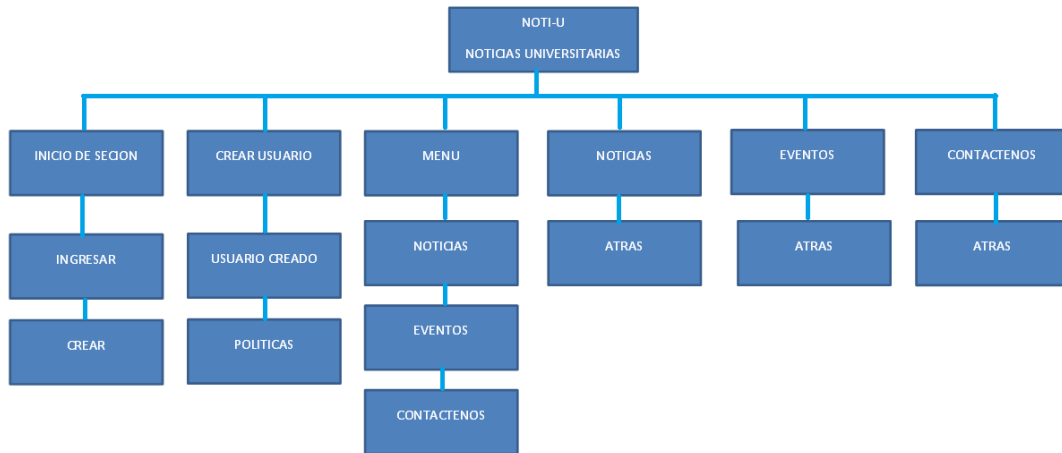 NOTI-U
NOTICIAS UNIVERSITARIAS
INICIO DE SECION
CREAR USUARIO
MENU
NOTICIAS
EVENTOS
CONTACTENOS
INGRESAR
USUARIO CREADO
NOTICIAS
ATRAS
ATRAS
ATRAS
CREAR
POLITICAS
EVENTOS
CONTACTENOS